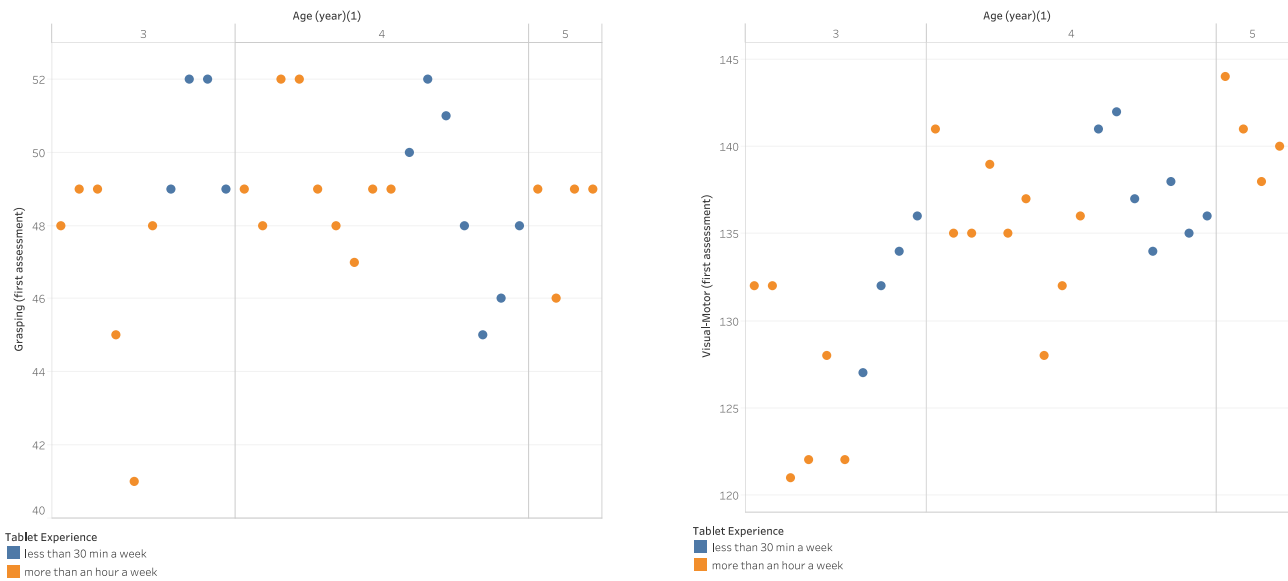 Age (year)(1)
3 4 5
52
50
48
46
44
42
40
Grasping (first assessment)
Tablet Experience
less than 30 min a week
more than an hour a week
Age (year)(1)
3 4 5
145
140
135
130
125
120
Visual-Motor (first assessment)
Tablet Experience
less than 30 min a week
more than an hour a week